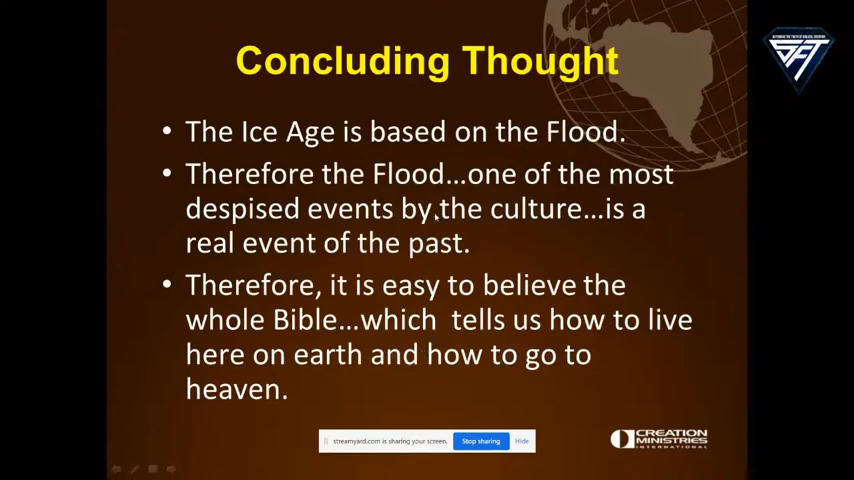 Concluding Thought
• The Ice Age is based on the Flood.
• Therefore the Flood...one of the most
despised events by the culture...is a
real event of the past.
• Therefore, it is easy to believe the
whole Bible...which tells us how to live
here on earth and how to go to
heaven.
streamyard.com is sharing your screen. Stop sharing Hide
CREATION
MINISTRIES
INTERNATIONAL
SFT